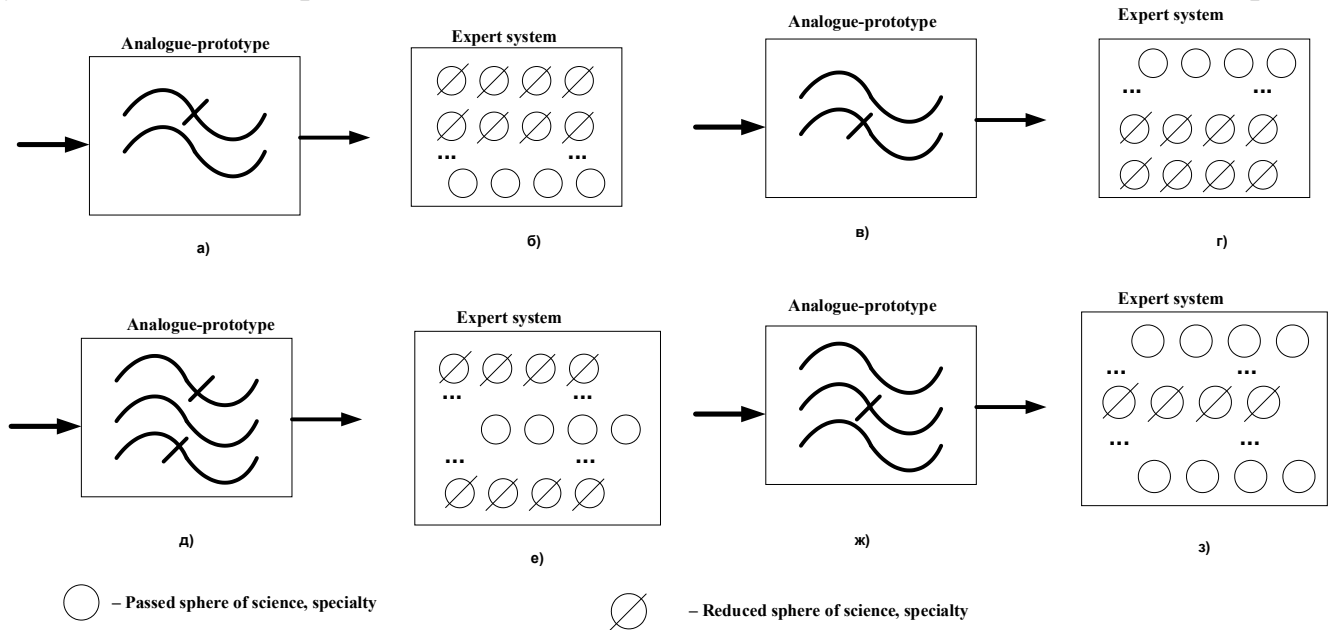 Analogue-prototype
Expert system
Analogue-prototype
Expert system
...
...
...
...
а)
б)
в)
г)
Analogue-prototype
Expert system
Analogue-prototype
Expert system
...
...
...
...
...
...
...
...
д)
е)
ж)
з)
– Passed sphere of science, specialty
– Reduced sphere of science, specialty